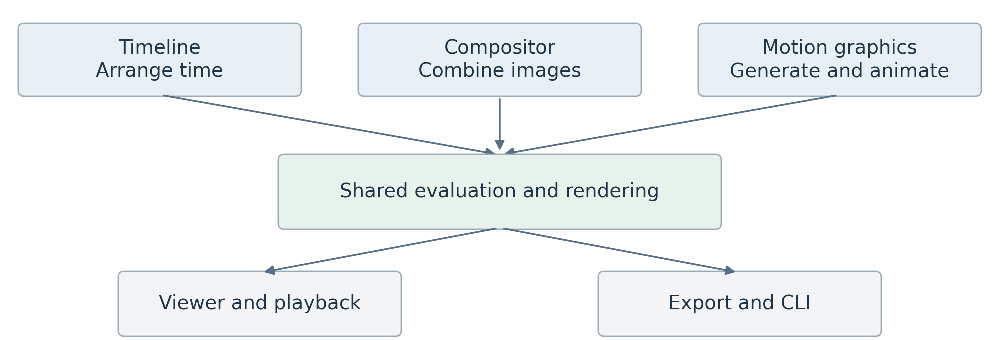 Timeline
Arrange time
Compositor
Combine images
Motion graphics
Generate and animate
Shared evaluation and rendering
Viewer and playback
Export and CLI